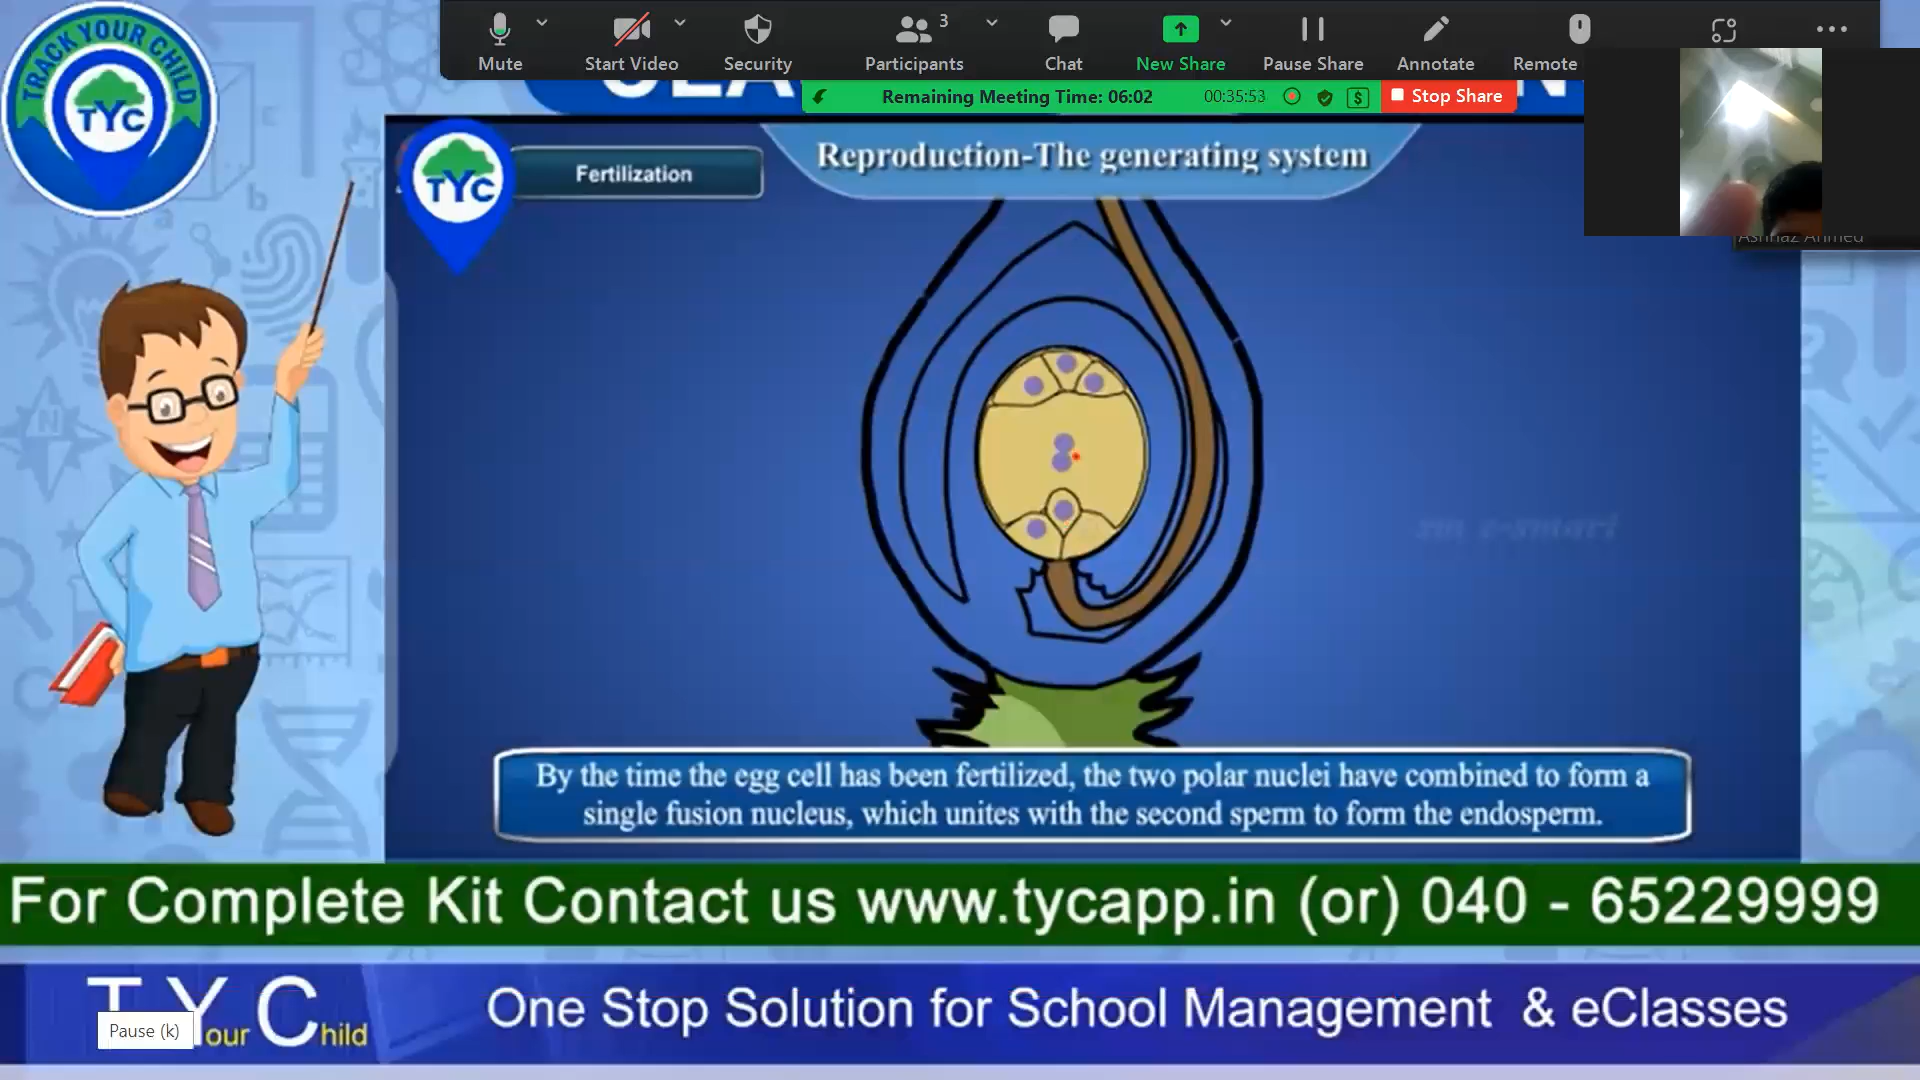 Mute
Start Video
Security
Participants
3
Chat
New Share
Pause Share
Annotate
Remote
Remaining Meeting Time: 06:02
00:35:53
Stop Share
TRACK YOUR CHILD
TYC
TYC
Fertilization
Reproduction-The generating system
Ashhaz Ahmed
By the time the egg cell has been fertilized, the two polar nuclei have combined to form a
single fusion nucleus, which unites with the second sperm to form the endosperm.
For Complete Kit Contact us www.tycapp.in (or) 040 - 65229999
T Your Child
Pause (k)
One Stop Solution for School Management & eClasses